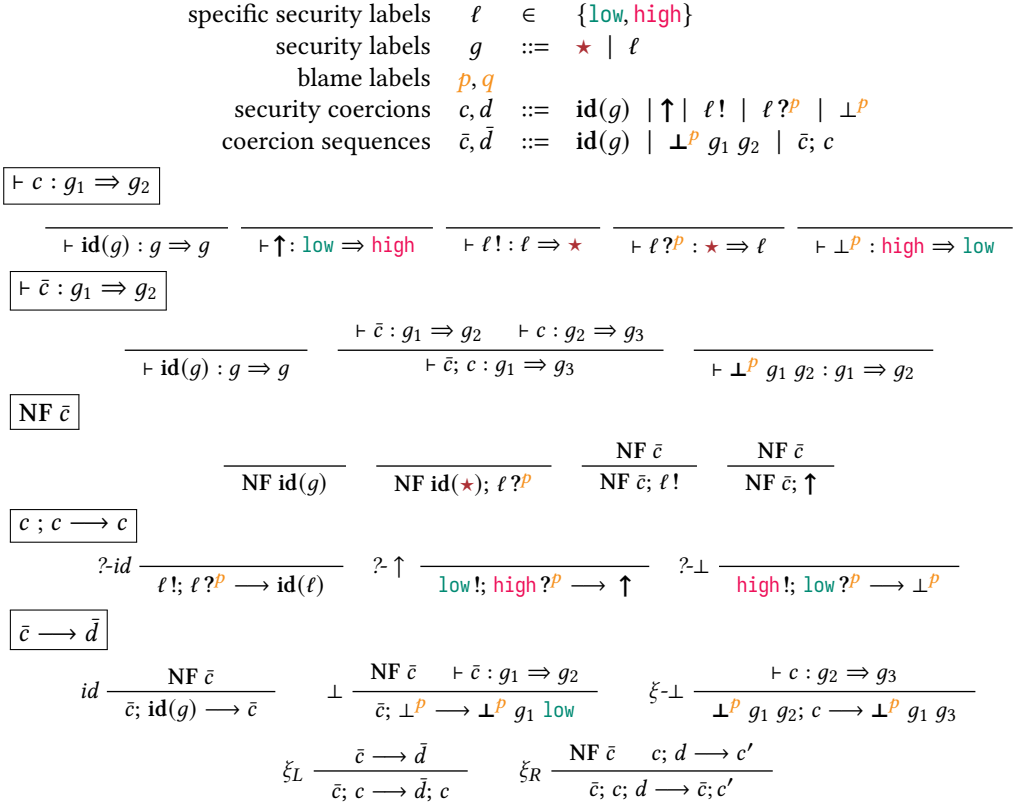 specific security labels ℓ ∈ {low, high}
security labels g ::= ★ | ℓ
blame labels p, q
security coercions c, d ::= id(g) | ↑ | ℓ ! | ℓ ?ᵖ | ⊥ᵖ
coercion sequences c̄, d̄ ::= id(g) | ⊥ᵖ g₁ g₂ | c̄; c
⊢ c : g₁ ⇒ g₂
⊢ id(g) : g ⇒ g ⊢ ↑ : low ⇒ high ⊢ ℓ ! : ℓ ⇒ ★ ⊢ ℓ ?ᵖ : ★ ⇒ ℓ ⊢ ⊥ᵖ : high ⇒ low
⊢ c̄ : g₁ ⇒ g₂
⊢ c̄ : g₁ ⇒ g₂ ⊢ c : g₂ ⇒ g₃
⊢ id(g) : g ⇒ g ⊢ c̄; c : g₁ ⇒ g₃ ⊢ ⊥ᵖ g₁ g₂ : g₁ ⇒ g₂
NF c̄
NF c̄ NF c̄
NF id(g) NF id(★); ℓ ?ᵖ NF c̄; ℓ ! NF c̄; ↑
c ; c ⟶ c
?-id ℓ !; ℓ ?ᵖ ⟶ id(ℓ) ?-↑ low !; high ?ᵖ ⟶ ↑ ?-⊥ high !; low ?ᵖ ⟶ ⊥ᵖ
c̄ ⟶ d̄
NF c̄ NF c̄ ⊢ c̄ : g₁ ⇒ g₂ ⊢ c : g₂ ⇒ g₃
id c̄; id(g) ⟶ c̄ ⊥ c̄; ⊥ᵖ ⟶ ⊥ᵖ g₁ low ξ-⊥ ⊥ᵖ g₁ g₂; c ⟶ ⊥ᵖ g₁ g₃
c̄ ⟶ d̄ NF c̄ c; d ⟶ c′
ξL c̄; c ⟶ d̄; c ξR c̄; c; d ⟶ c̄; c′